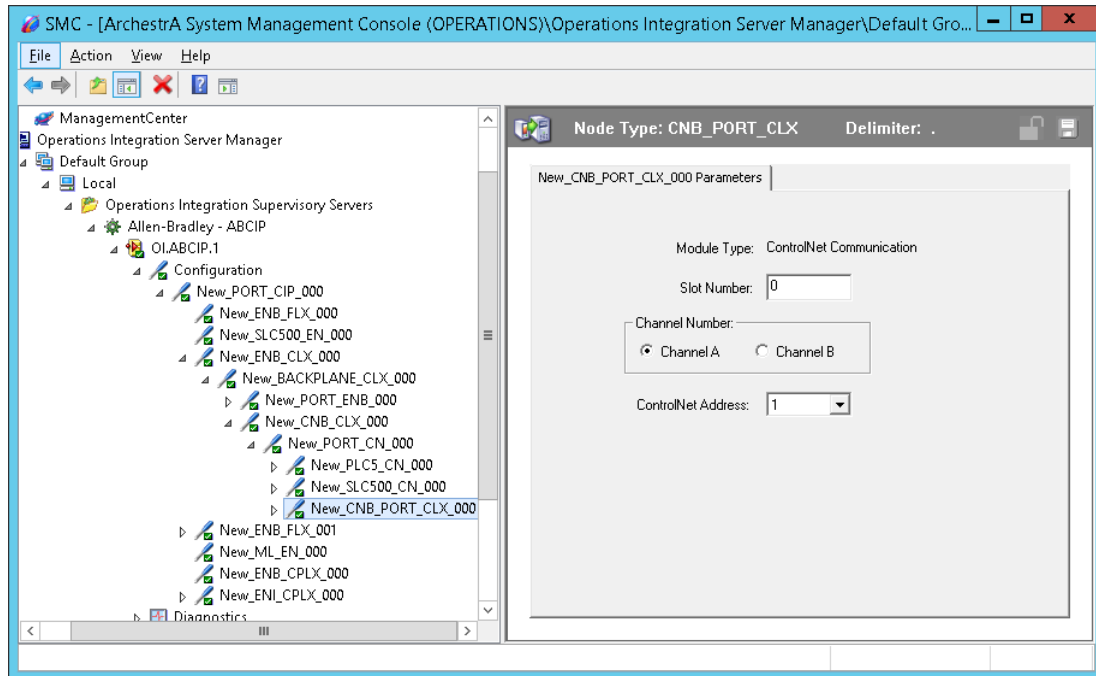 SMC - [ArchestrA System Management Console (OPERATIONS)\Operations Integration Server Manager\Default Gro...
File Action View Help
ManagementCenter
Operations Integration Server Manager
Default Group
Local
Operations Integration Supervisory Servers
Allen-Bradley - ABCIP
OI.ABCIP.1
Configuration
New_PORT_CIP_000
New_ENB_FLX_000
New_SLC500_EN_000
New_ENB_CLX_000
New_BACKPLANE_CLX_000
New_PORT_ENB_000
New_CNB_CLX_000
New_PORT_CN_000
New_PLC5_CN_000
New_SLC500_CN_000
New_CNB_PORT_CLX_000
New_ENB_FLX_001
New_ML_EN_000
New_ENB_CPLX_000
New_ENI_CPLX_000
Diagnostics
Node Type: CNB_PORT_CLX Delimiter: .
New_CNB_PORT_CLX_000 Parameters
Module Type: ControlNet Communication
Slot Number: 0
Channel Number:
Channel A Channel B
ControlNet Address: 1